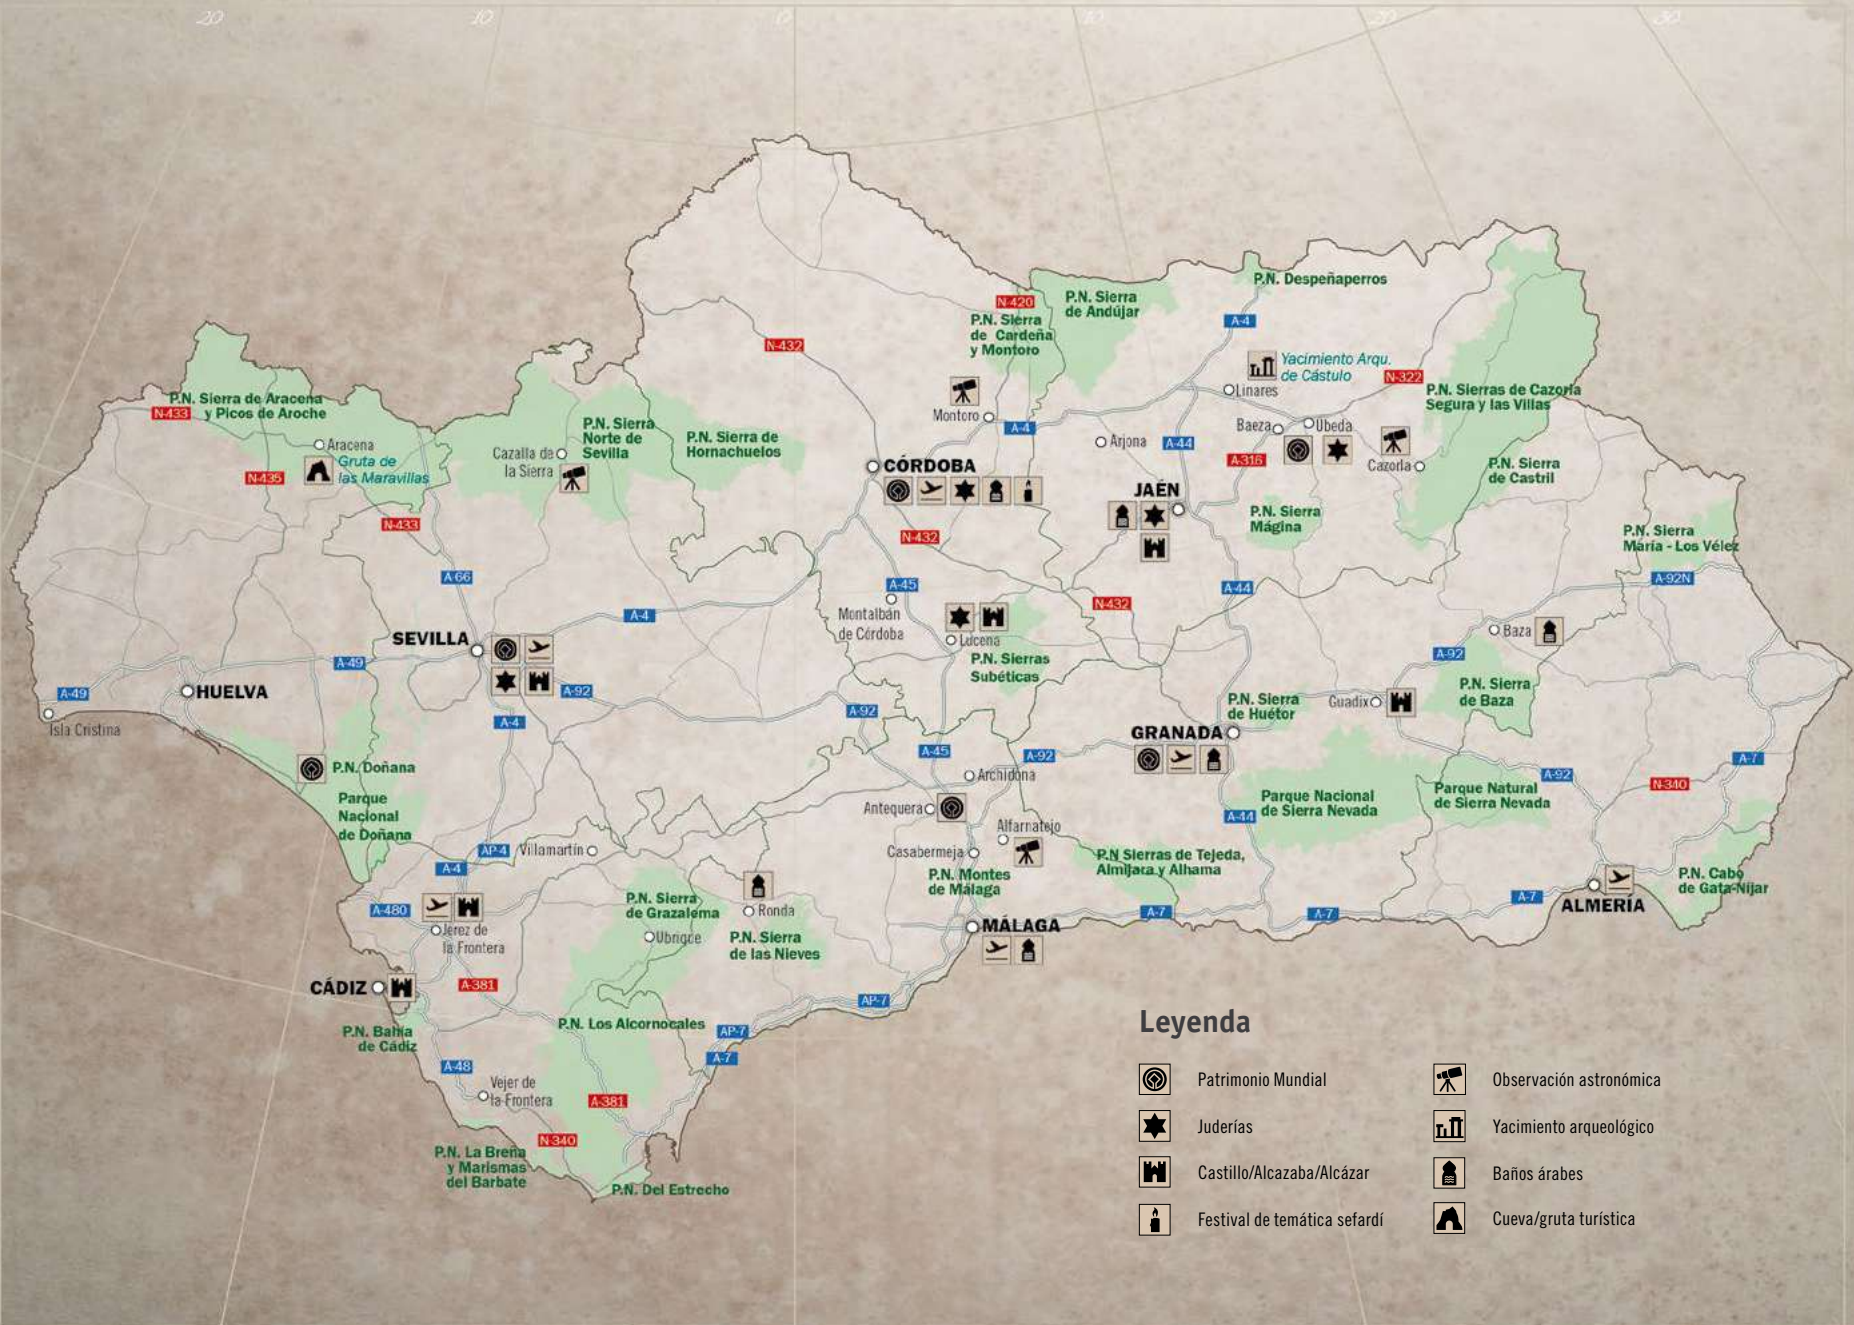 20
10
0
10
20
30
P.N. Despeñaperros
N-420
P.N. Sierra
de Andújar
P.N. Sierra
de Cardeña
y Montoro
A-4
N-432
Yacimiento Arqu.
de Cástulo
N-322
Linares
P.N. Sierras de Cazorla
Segura y las Villas
P.N. Sierra de Aracena
y Picos de Aroche
N-433
Montoro
A-4
Baeza
Úbeda
P.N. Sierra
Norte de
Sevilla
P.N. Sierra de
Hornachuelos
Arjona
A-44
Aracena
Gruta de
las Maravillas
Cazalla de
la Sierra
A-316
Cazorla
CÓRDOBA
P.N. Sierra
de Castril
N-435
JAÉN
P.N. Sierra
Mágina
N-433
N-432
P.N. Sierra
María - Los Vélez
A-66
A-45
A-44
A-92N
A-4
Montalbán
de Córdoba
N-432
Lucena
SEVILLA
Baza
A-49
P.N. Sierras
Subéticas
A-92
A-49
HUELVA
A-92
P.N. Sierra
de Baza
P.N. Sierra
de Huétor
Guadix
Isla Cristina
A-4
A-92
GRANADA
A-45
A-92
P.N. Doñana
Archidona
A-92
A-7
N-340
Parque
Nacional
de Doñana
Antequera
Parque Nacional
de Sierra Nevada
Parque Natural
de Sierra Nevada
A-44
Alfarnatejo
AP-4
Villamartín
Casabermeja
A-4
P.N. Montes
de Málaga
P.N Sierras de Tejeda,
Almijara y Alhama
P.N. Cabo
de Gata-Níjar
A-480
P.N. Sierra
de Grazalema
Ronda
A-7
A-7
A-7
ALMERÍA
Jerez de
la Frontera
Ubrique
P.N. Sierra
de las Nieves
MÁLAGA
CÁDIZ
A-381
AP-7
P.N. Bahía
de Cádiz
P.N. Los Alcornocales
AP-7
A-7
A-48
Vejer de
la Frontera
A-381
N-340
P.N. La Breña
y Marismas
del Barbate
P.N. Del Estrecho
Leyenda
Patrimonio Mundial
Juderías
Castillo/Alcazaba/Alcázar
Festival de temática sefardí
Observación astronómica
Yacimiento arqueológico
Baños árabes
Cueva/gruta turística